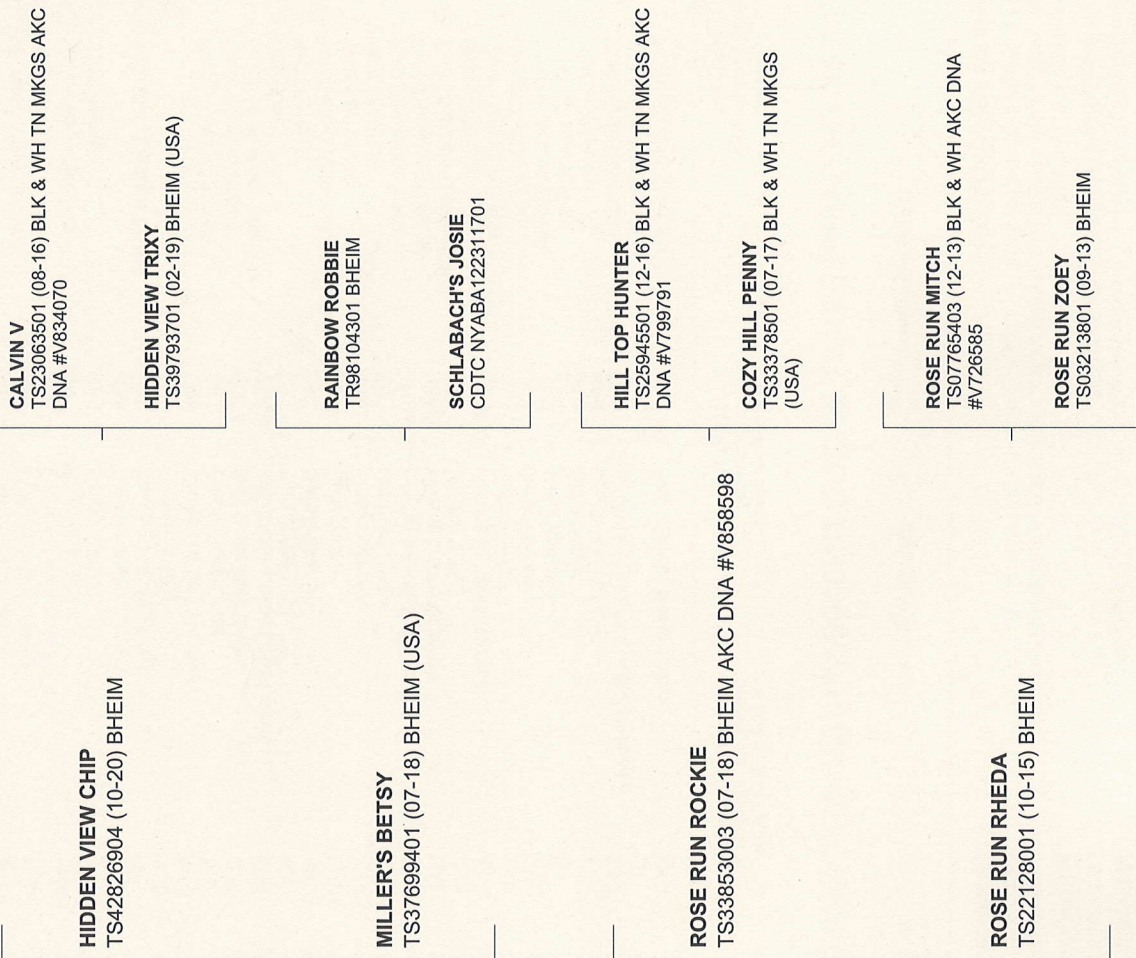 CALVIN V
TS23063501 (08-16) BLK & WH TN MKGS AKC
DNA #V834070
HIDDEN VIEW CHIP
TS42826904 (10-20) BHEIM
HIDDEN VIEW TRIXY
TS39793701 (02-19) BHEIM (USA)
RAINBOW ROBBIE
TR98104301 BHEIM
MILLER'S BETSY
TS37699401 (07-18) BHEIM (USA)
SCHLABACH'S JOSIE
CDTC NYABA122311701
HILL TOP HUNTER
TS25945501 (12-16) BLK & WH TN MKGS AKC
DNA #V799791
ROSE RUN ROCKIE
TS33853003 (07-18) BHEIM AKC DNA #V858598
COZY HILL PENNY
TS33378501 (07-17) BLK & WH TN MKGS
(USA)
ROSE RUN MITCH
TS07765403 (12-13) BLK & WH AKC DNA
#V726585
ROSE RUN RHEDA
TS22128001 (10-15) BHEIM
ROSE RUN ZOEY
TS03213801 (09-13) BHEIM